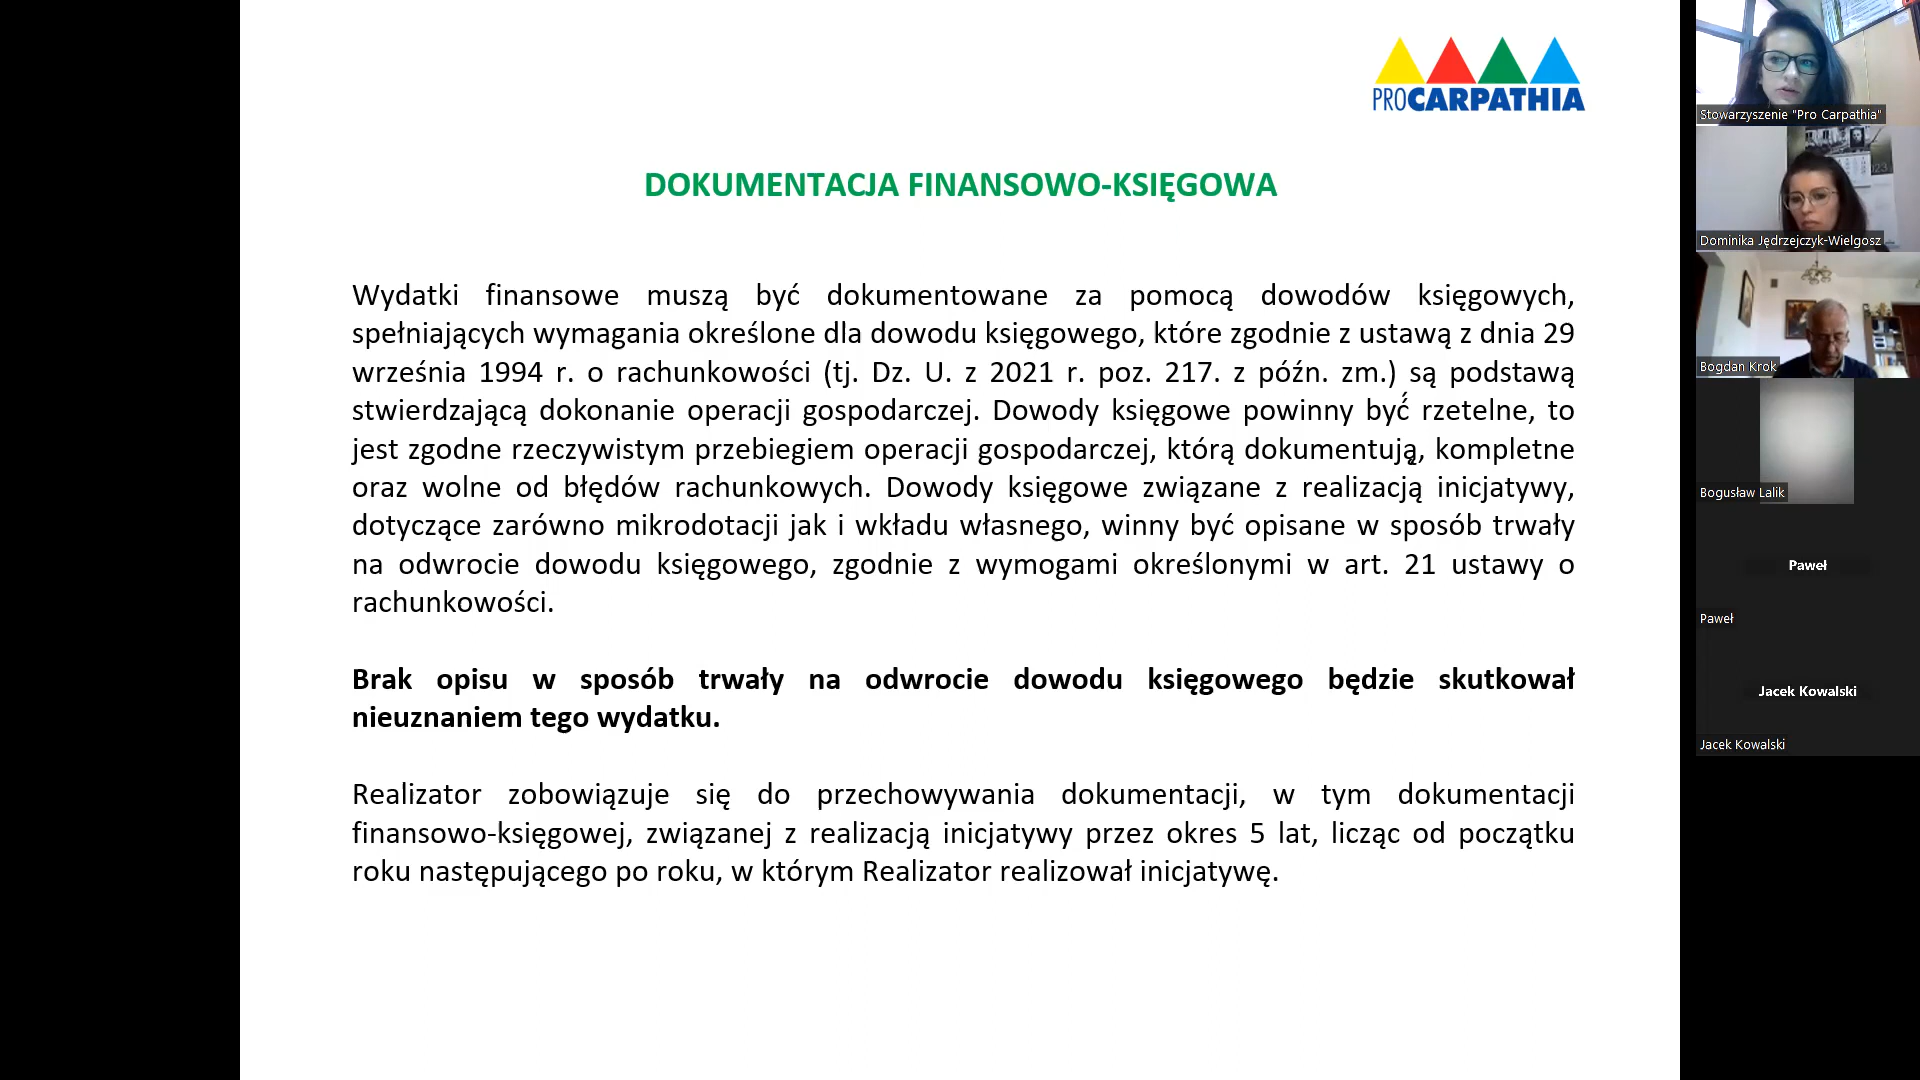 PROCARPATHIA
DOKUMENTACJA FINANSOWO-KSIĘGOWA
Wydatki finansowe muszą być dokumentowane za pomocą dowodów księgowych,
spełniających wymagania określone dla dowodu księgowego, które zgodnie z ustawą z dnia 29
września 1994 r. o rachunkowości (tj. Dz. U. z 2021 r. poz. 217. z późn. zm.) są podstawą
stwierdzającą dokonanie operacji gospodarczej. Dowody księgowe powinny być rzetelne, to
jest zgodne rzeczywistym przebiegiem operacji gospodarczej, którą dokumentują, kompletne
oraz wolne od błędów rachunkowych. Dowody księgowe związane z realizacją inicjatywy,
dotyczące zarówno mikrodotacji jak i wkładu własnego, winny być opisane w sposób trwały
na odwrocie dowodu księgowego, zgodnie z wymogami określonymi w art. 21 ustawy o
rachunkowości.
Brak opisu w sposób trwały na odwrocie dowodu księgowego będzie skutkował
nieuznaniem tego wydatku.
Realizator zobowiązuje się do przechowywania dokumentacji, w tym dokumentacji
finansowo-księgowej, związanej z realizacją inicjatywy przez okres 5 lat, licząc od początku
roku następującego po roku, w którym Realizator realizował inicjatywę.
Stowarzyszenie "Pro Carpathia"
Dominika Jędrzejczyk-Wielgosz
Bogdan Krok
Bogusław Lalik
Paweł
Paweł
Jacek Kowalski
Jacek Kowalski